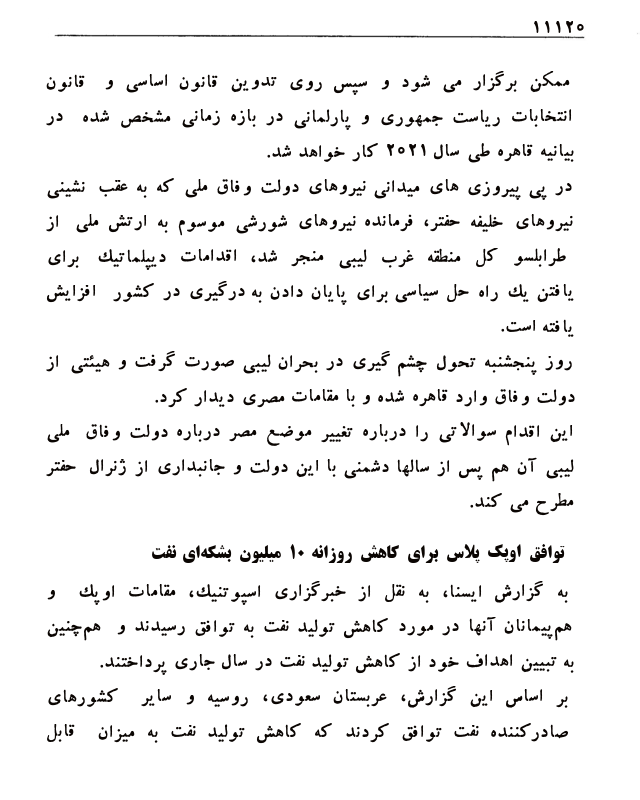 ۱۱۱۲۰
ممکن برگزار می شود و سپس روی تدوین قانون اساسی و قانون
انتخابات ریاست جمهوری و پارلمانی در بازه زمانی مشخص شده در
بیانیه قاهره طی سال ۲۰۲۱ کار خواهد شد.
در پی پیروزی های میدانی نیروهای دولت وفاق ملی که به عقب نشینی
نیروهای خلیفه حفتر، فرمانده نیروهای شورشی موسوم به ارتش ملی از
طرابلسو کل منطقه غرب لیبی منجر شد، اقدامات دیپلماتیك برای
یافتن یك راه حل سیاسی برای پایان دادن به درگیری در کشور افزایش
یافته است.
روز پنجشنبه تحول چشم گیری در بحران لیبی صورت گرفت و هیئتی از
دولت وفاق وارد قاهره شده و با مقامات مصری دیدار کرد.
این اقدام سوالاتی را درباره تغییر موضع مصر درباره دولت وفاق ملی
لیبی آن هم پس از سالها دشمنی با این دولت و جانبداری از ژنرال حفتر
مطرح می کند.
توافق اوپک پلاس برای کاهش روزانه ۱۰ میلیون بشکه‌ای نفت
به گزارش ایسنا، به نقل از خبرگزاری اسپوتنیك، مقامات اوپك و
هم‌پیمانان آنها در مورد کاهش تولید نفت به توافق رسیدند و هم‌چنین
به تبیین اهداف خود از کاهش تولید نفت در سال جاری پرداختند.
بر اساس این گزارش، عربستان سعودی، روسیه و سایر کشورهای
صادرکننده نفت توافق کردند که کاهش تولید نفت به میزان قابل